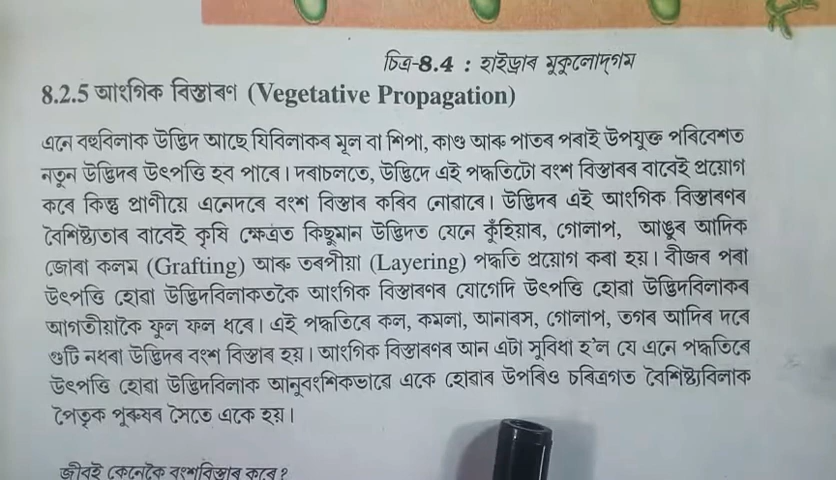 চিত্ৰ-8.4 : হাইড্ৰাৰ মুকুলোদ্‌গম
8.2.5 আংগিক বিস্তাৰণ (Vegetative Propagation)
এনে বহুবিলাক উদ্ভিদ আছে যিবিলাকৰ মূল বা শিপা, কাণ্ড আৰু পাতৰ পৰাই উপযুক্ত পৰিবেশত
নতুন উদ্ভিদৰ উৎপত্তি হব পাৰে। দৰাচলতে, উদ্ভিদে এই পদ্ধতিটো বংশ বিস্তাৰৰ বাবেই প্ৰয়োগ
কৰে কিন্তু প্ৰাণীয়ে এনেদৰে বংশ বিস্তাৰ কৰিব নোৱাৰে। উদ্ভিদৰ এই আংগিক বিস্তাৰণৰ
বৈশিষ্ট্যতাৰ বাবেই কৃষি ক্ষেত্ৰত কিছুমান উদ্ভিদত যেনে কুঁহিয়াৰ, গোলাপ, আঙুৰ আদিক
জোৰা কলম (Grafting) আৰু তৰপীয়া (Layering) পদ্ধতি প্ৰয়োগ কৰা হয়। বীজৰ পৰা
উৎপত্তি হোৱা উদ্ভিদবিলাকতকৈ আংগিক বিস্তাৰণৰ যোগেদি উৎপত্তি হোৱা উদ্ভিদবিলাকৰ
আগতীয়াকৈ ফুল ফল ধৰে। এই পদ্ধতিৰে কল, কমলা, আনাৰস, গোলাপ, তগৰ আদিৰ দৰে
গুটি নধৰা উদ্ভিদৰ বংশ বিস্তাৰ হয়। আংগিক বিস্তাৰণৰ আন এটা সুবিধা হ'ল যে এনে পদ্ধতিৰে
উৎপত্তি হোৱা উদ্ভিদবিলাক আনুবংশিকভাৱে একে হোৱাৰ উপৰিও চৰিত্ৰগত বৈশিষ্ট্যবিলাক
পৈতৃক পুৰুষৰ সৈতে একে হয়।
জীৱই কেনেকৈ বংশবিস্তাৰ কৰে?